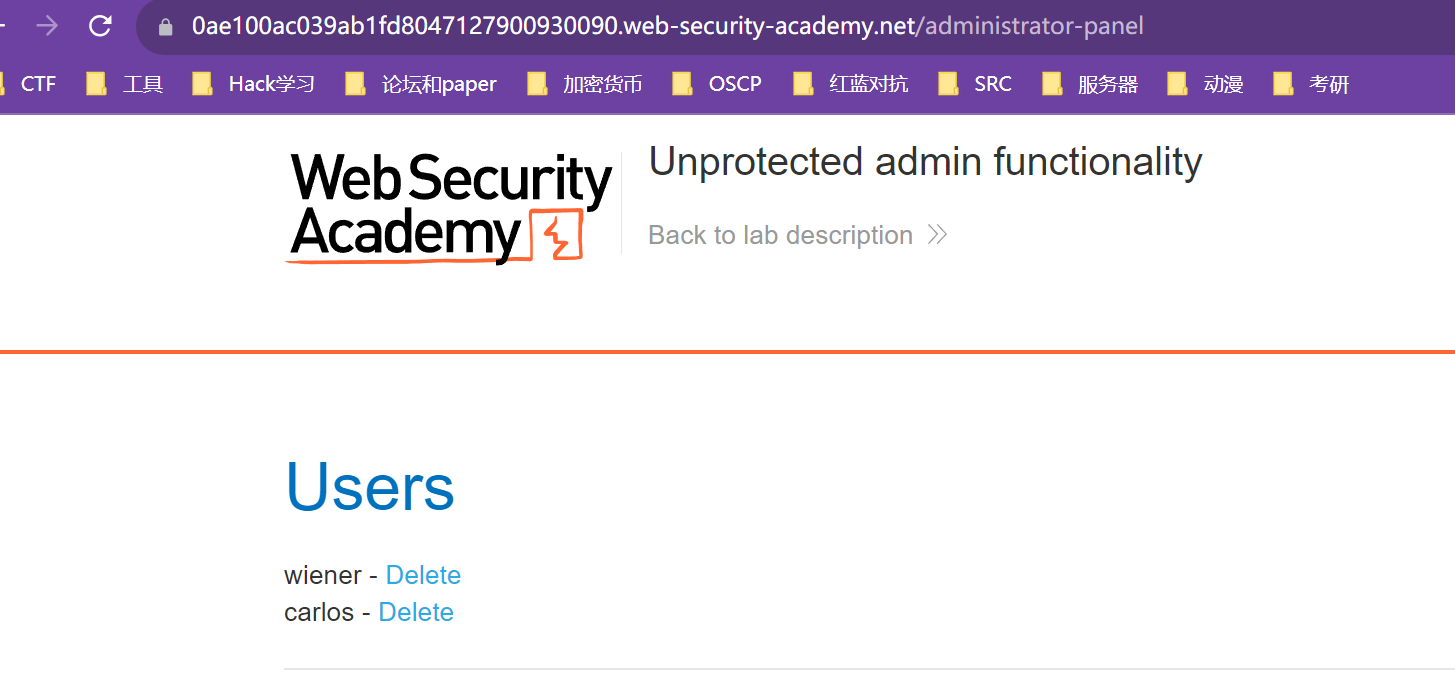 0ae100ac039ab1fd8047127900930090.web-security-academy.net/administrator-panel
CTF 工具 Hack学习 论坛和paper 加密货币 OSCP 红蓝对抗 SRC 服务器 动漫 考研
Web Security
Academy
Unprotected admin functionality
Back to lab description
Users
wiener - Delete
carlos - Delete